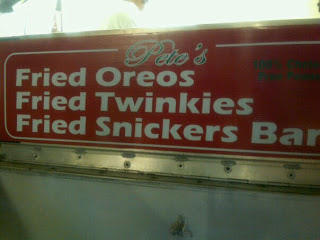 Pete's
Fried Oreos
Fried Twinkies
Fried Snickers Bar